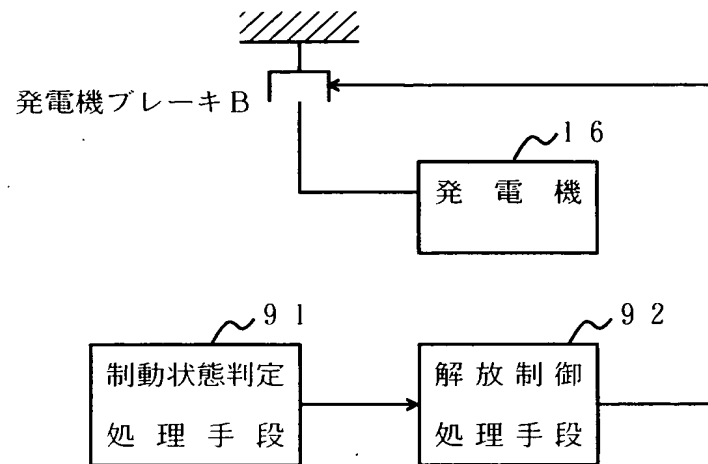 発電機ブレーキB
16
発電機
91
制動状態判定
処理手段
92
解放制御
処理手段